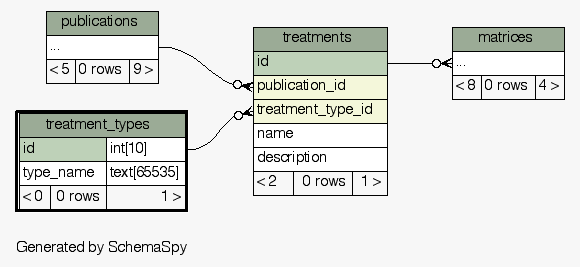 publications
...
< 5 0 rows 9 >
treatments
id
publication_id
treatment_type_id
name
description
< 2 0 rows 1 >
matrices
...
< 8 0 rows 4 >
treatment_types
id int[10]
type_name text[65535]
< 0 0 rows 1 >
Generated by SchemaSpy